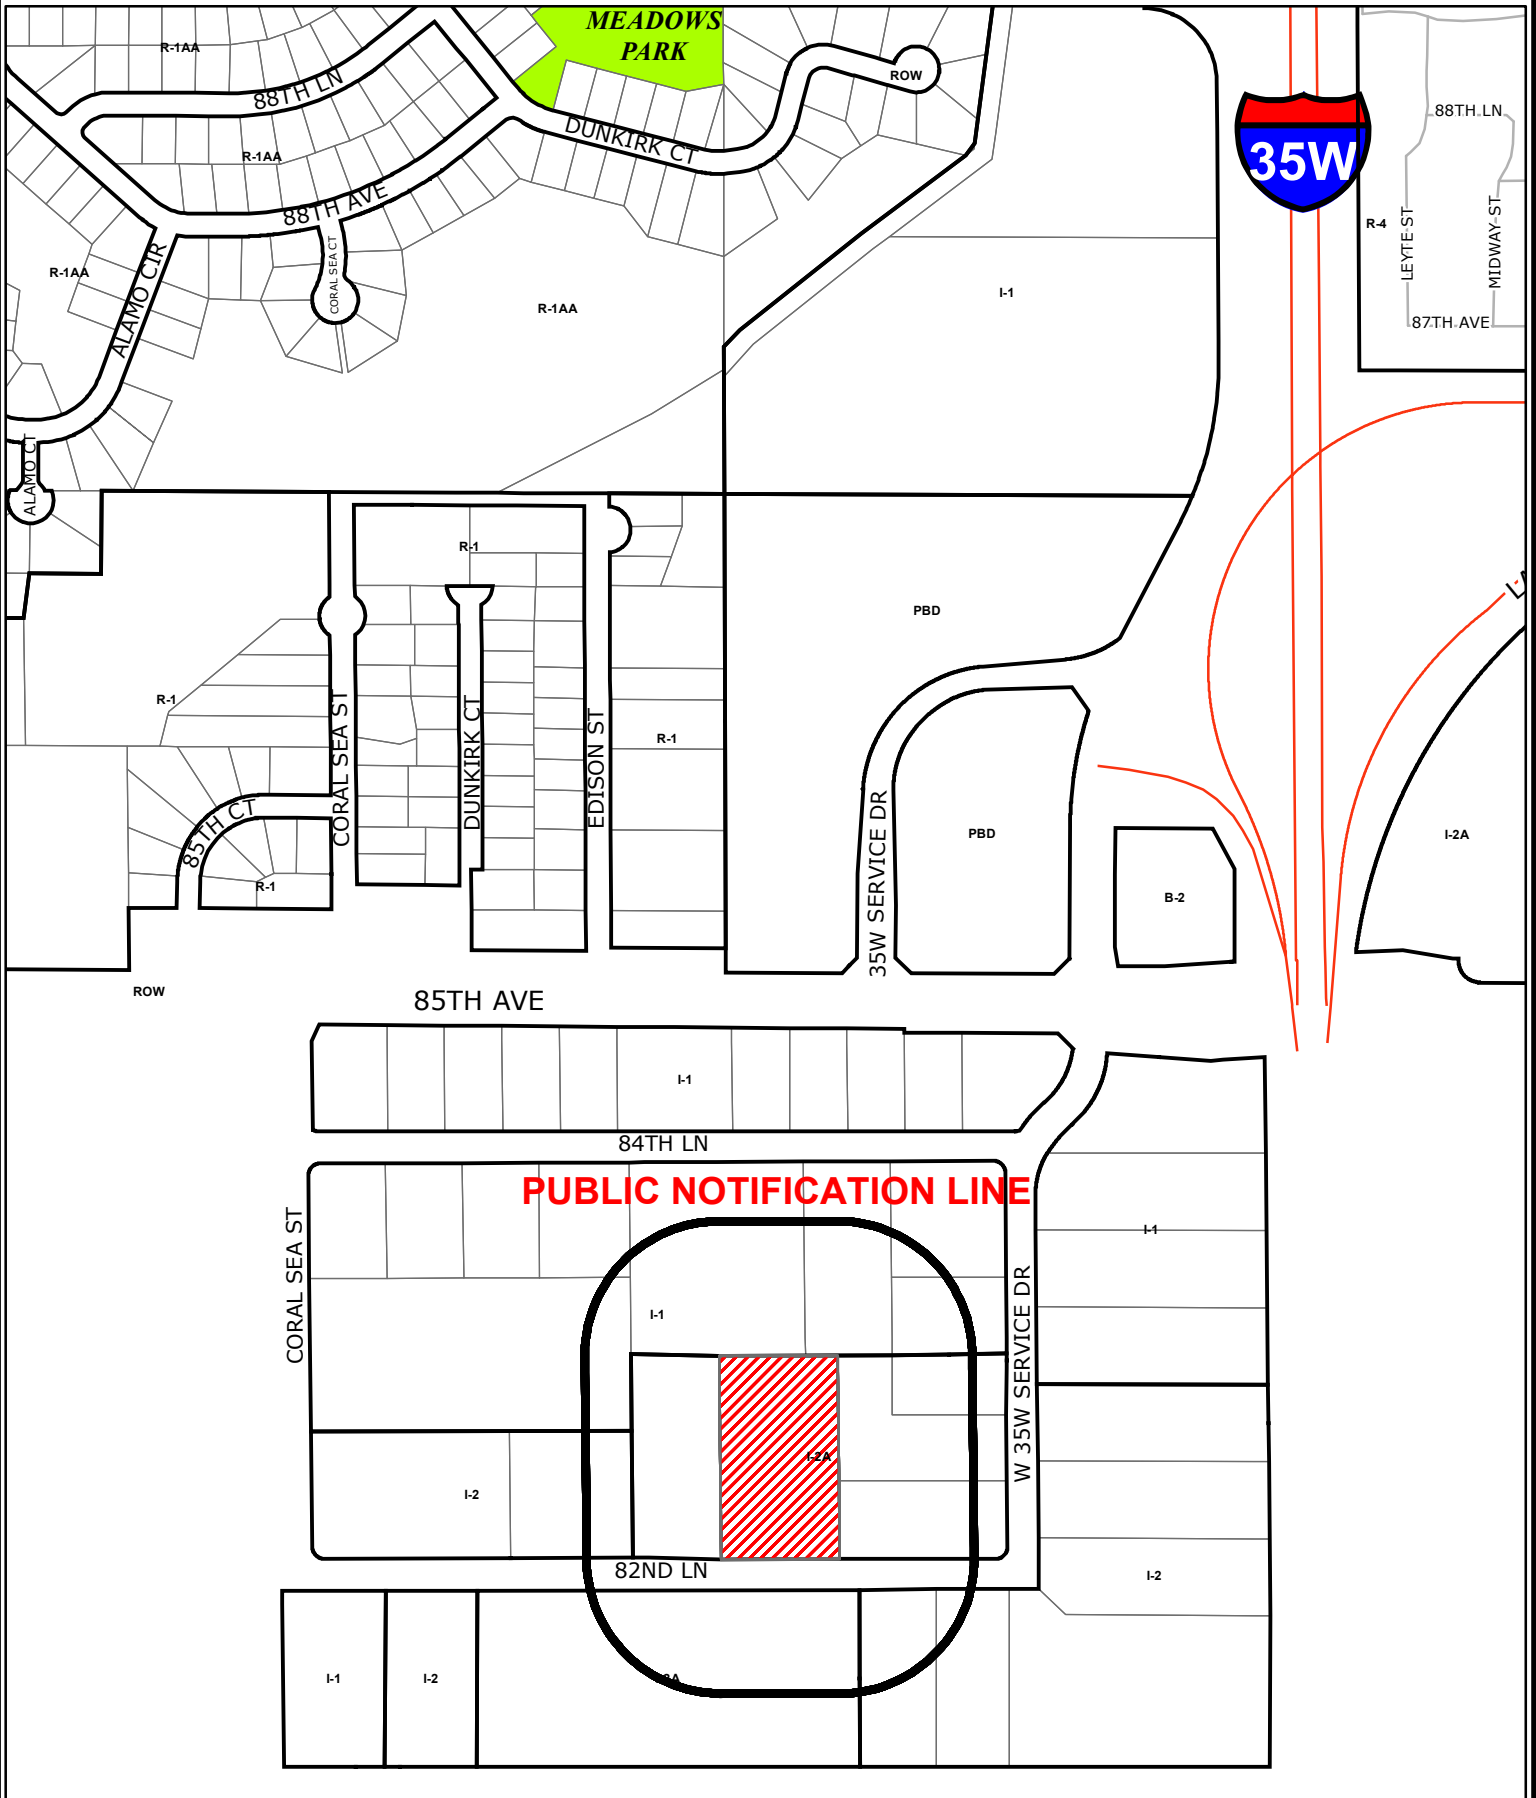 MEADOWS
PARK
R-1AA
88TH LN
ROW
DUNKIRK CT
88TH LN
35W
R-1AA
88TH AVE
R-4
LEYTE ST
MIDWAY ST
R-1AA
ALAMO CIR
CORAL SEA CT
R-1AA
I-1
87TH AVE
ALAMO CT
R-1
PBD
R-1
CORAL SEA ST
DUNKIRK CT
EDISON ST
R-1
85TH CT
35W SERVICE DR
PBD
I-2A
R-1
B-2
ROW
85TH AVE
I-1
84TH LN
PUBLIC NOTIFICATION LINE
CORAL SEA ST
I-1
I-1
W 35W SERVICE DR
I-2A
I-2
82ND LN
I-2
I-1
I-2